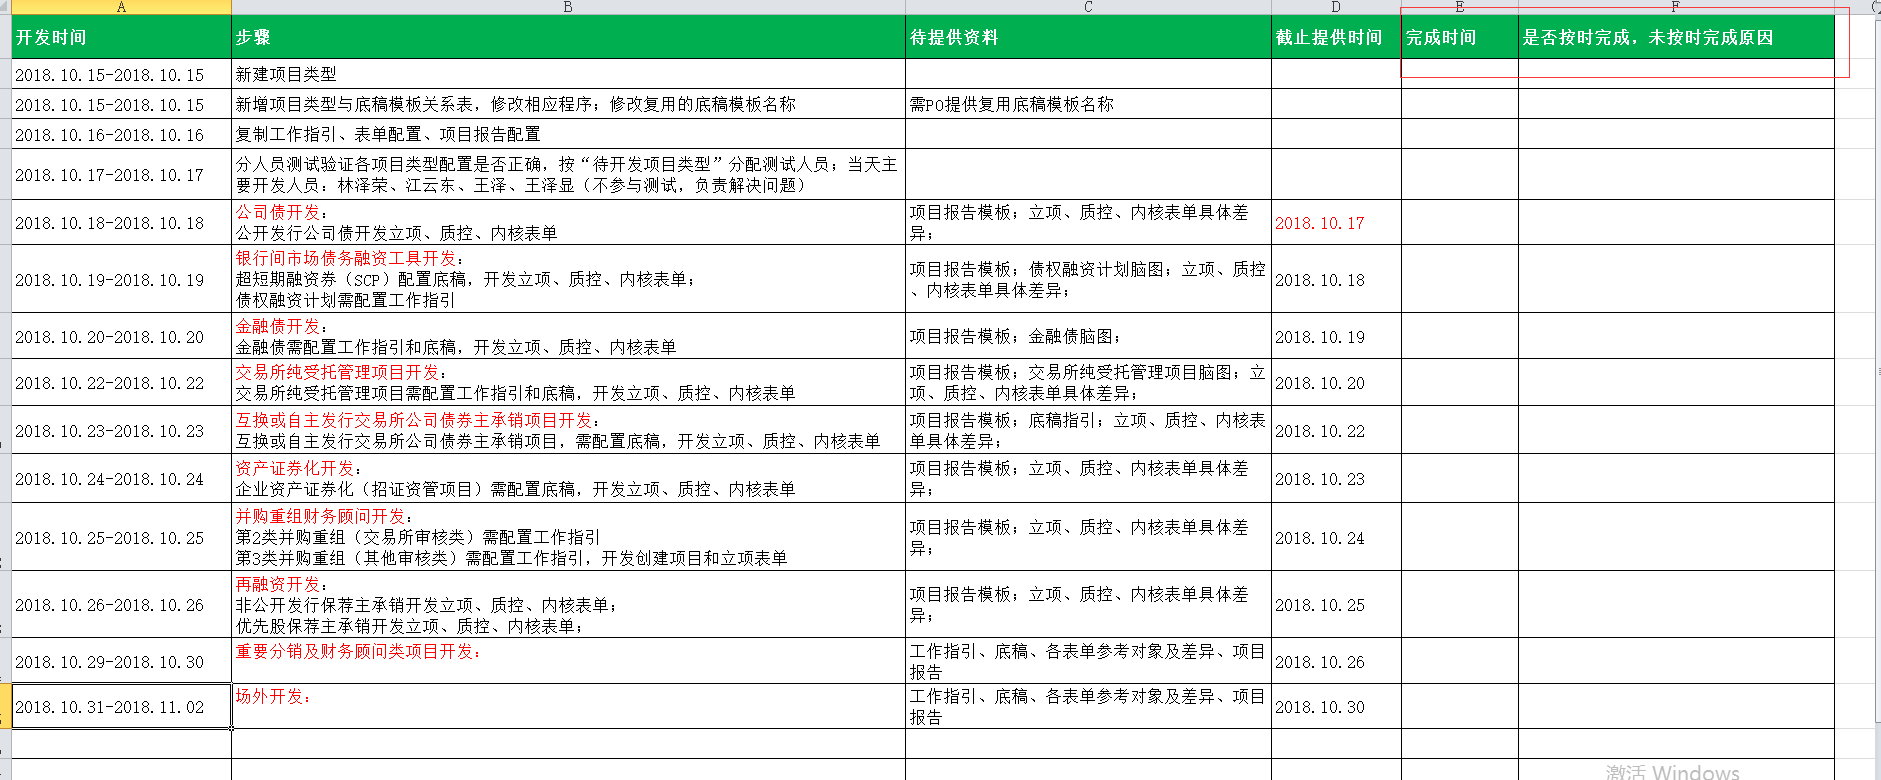 A B C D E F
开发时间 步骤 待提供资料 截止提供时间 完成时间 是否按时完成，未按时完成原因
2018.10.15-2018.10.15 新建项目类型
2018.10.15-2018.10.15 新增项目类型与底稿模板关系表，修改相应程序；修改复用的底稿模板名称 需PO提供复用底稿模板名称
2018.10.16-2018.10.16 复制工作指引、表单配置、项目报告配置
2018.10.17-2018.10.17 分人员测试验证各项目类型配置是否正确，按“待开发项目类型”分配测试人员；当天主
要开发人员：林泽荣、江云东、王泽、王泽显（不参与测试，负责解决问题）
2018.10.18-2018.10.18 公司债开发：
公开发行公司债开发立项、质控、内核表单
项目报告模板；立项、质控、内核表单具体差
异；
2018.10.17
2018.10.19-2018.10.19 银行间市场债务融资工具开发：
超短期融资券（SCP）配置底稿，开发立项、质控、内核表单；
债权融资计划需配置工作指引
项目报告模板；债权融资计划脑图；立项、质控
、内核表单具体差异；
2018.10.18
2018.10.20-2018.10.20 金融债开发：
金融债需配置工作指引和底稿，开发立项、质控、内核表单
项目报告模板；金融债脑图；
2018.10.19
2018.10.22-2018.10.22 交易所纯受托管理项目开发：
交易所纯受托管理项目需配置工作指引和底稿，开发立项、质控、内核表单
项目报告模板；交易所纯受托管理项目脑图；立
项、质控、内核表单具体差异；
2018.10.20
2018.10.23-2018.10.23 互换或自主发行交易所公司债券主承销项目开发：
互换或自主发行交易所公司债券主承销项目，需配置底稿，开发立项、质控、内核表单
项目报告模板；底稿指引；立项、质控、内核表
单具体差异；
2018.10.22
2018.10.24-2018.10.24 资产证券化开发：
企业资产证券化（招证资管项目）需配置底稿，开发立项、质控、内核表单
项目报告模板；立项、质控、内核表单具体差
异；
2018.10.23
2018.10.25-2018.10.25 并购重组财务顾问开发：
第2类并购重组（交易所审核类）需配置工作指引
第3类并购重组（其他审核类）需配置工作指引，开发创建项目和立项表单
项目报告模板；立项、质控、内核表单具体差
异；
2018.10.24
2018.10.26-2018.10.26 再融资开发：
非公开发行保荐主承销开发立项、质控、内核表单；
优先股保荐主承销开发立项、质控、内核表单；
项目报告模板；立项、质控、内核表单具体差
异；
2018.10.25
2018.10.29-2018.10.30 重要分销及财务顾问类项目开发：
工作指引、底稿、各表单参考对象及差异、项目
报告
2018.10.26
2018.10.31-2018.11.02 场外开发：
工作指引、底稿、各表单参考对象及差异、项目
报告
2018.10.30
激活 Windows